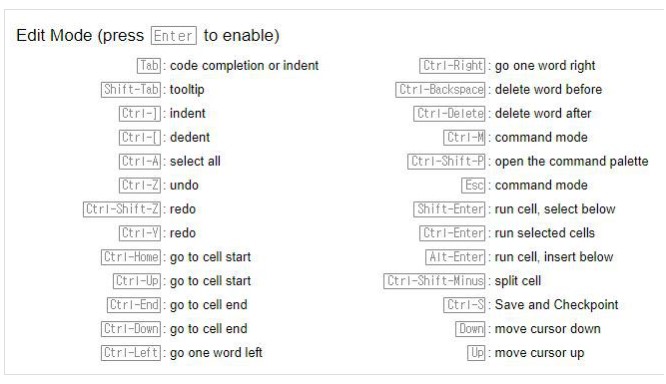 Edit Mode (press Enter to enable)
Tab : code completion or indent
Shift-Tab : tooltip
Ctrl-] : indent
Ctrl-[ : dedent
Ctrl-A : select all
Ctrl-Z : undo
Ctrl-Shift-Z : redo
Ctrl-Y : redo
Ctrl-Home : go to cell start
Ctrl-Up : go to cell start
Ctrl-End : go to cell end
Ctrl-Down : go to cell end
Ctrl-Left : go one word left
Ctrl-Right : go one word right
Ctrl-Backspace : delete word before
Ctrl-Delete : delete word after
Ctrl-M : command mode
Ctrl-Shift-P : open the command palette
Esc : command mode
Shift-Enter : run cell, select below
Ctrl-Enter : run selected cells
Alt-Enter : run cell, insert below
Ctrl-Shift-Minus : split cell
Ctrl-S : Save and Checkpoint
Down : move cursor down
Up : move cursor up